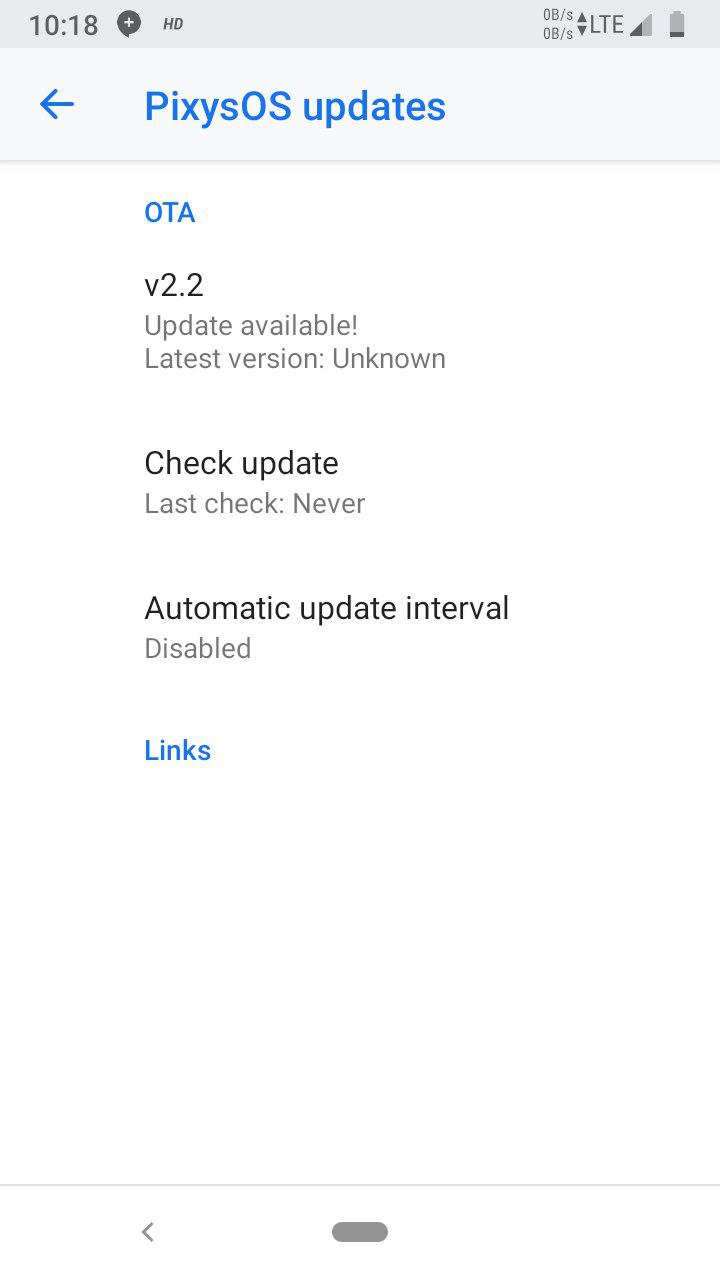 10:18 HD 0B/s LTE
0B/s
PixysOS updates
OTA
v2.2
Update available!
Latest version: Unknown
Check update
Last check: Never
Automatic update interval
Disabled
Links